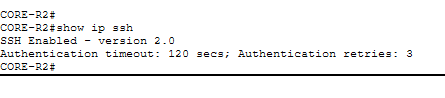 CORE-R2#
CORE-R2#show ip ssh
SSH Enabled - version 2.0
Authentication timeout: 120 secs; Authentication retries: 3
CORE-R2#